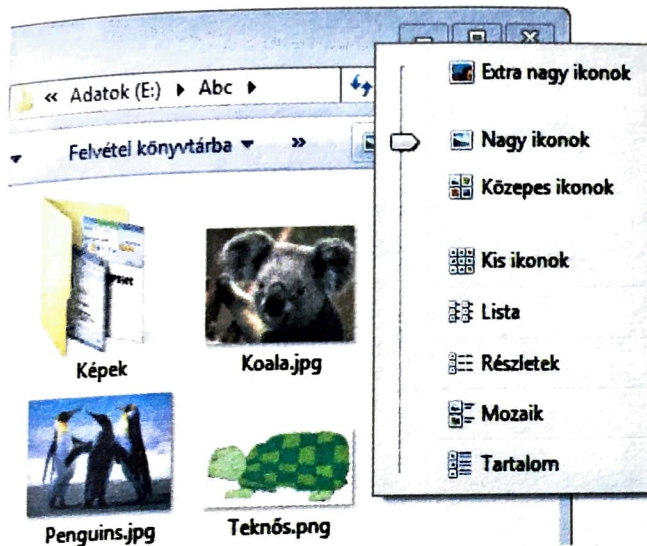 « Adatok (E:) ▸ Abc ▸
Felvétel könyvtárba ▾ »
Képek
Koala.jpg
Penguins.jpg
Teknős.png
Extra nagy ikonok
Nagy ikonok
Közepes ikonok
Kis ikonok
Lista
Részletek
Mozaik
Tartalom